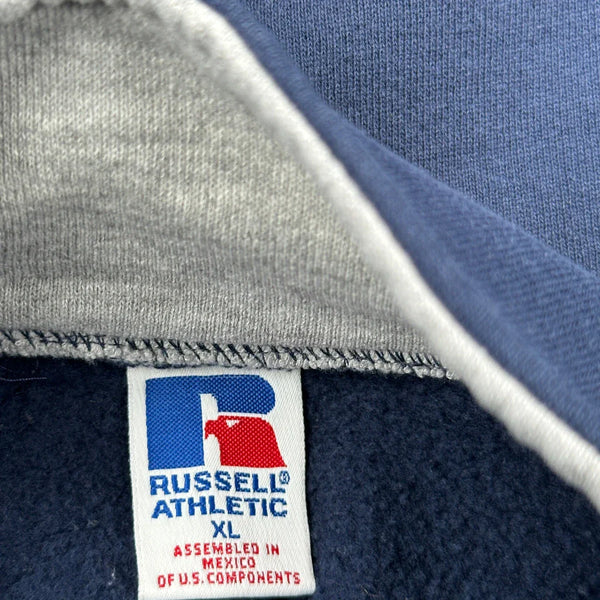 RUSSELL®
ATHLETIC
XL
ASSEMBLED IN
MEXICO
OF U.S. COMPONENTS